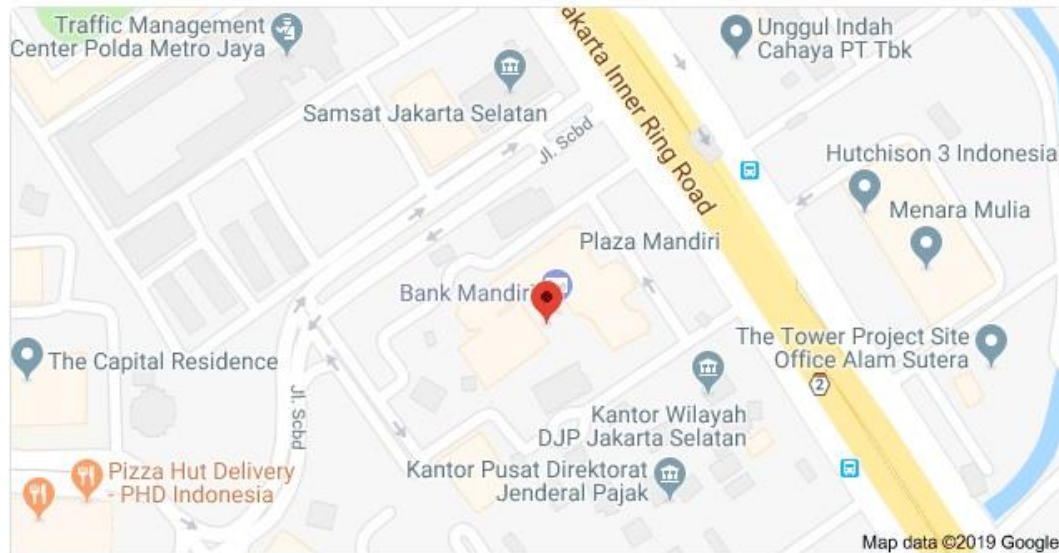 Traffic Management
Center Polda Metro Jaya
Unggul Indah
Cahaya PT Tbk
akarta Inner Ring Road
Samsat Jakarta Selatan
Jl. Scbd
Hutchison 3 Indonesia
Menara Mulia
Plaza Mandiri
Bank Mandiri
The Tower Project Site
Office Alam Sutera
The Capital Residence
2
Jl. Scbd
Kantor Wilayah
DJP Jakarta Selatan
Pizza Hut Delivery
- PHD Indonesia
Kantor Pusat Direktorat
Jenderal Pajak
Map data ©2019 Google